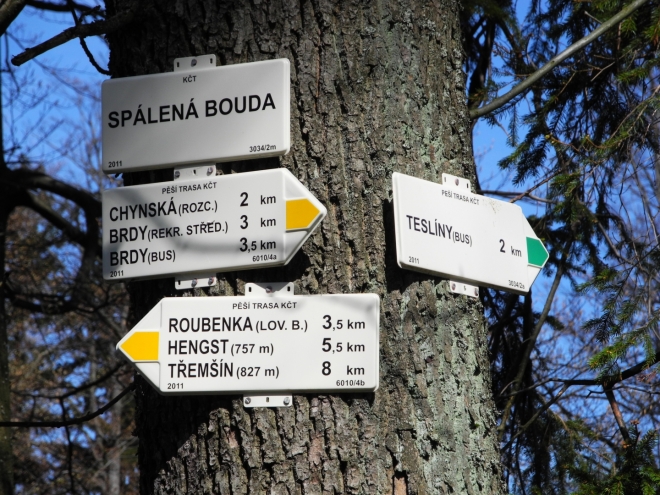 KČT
SPÁLENÁ BOUDA
2011 3034/2m
PĚŠÍ TRASA KČT
CHYNSKÁ (ROZC.) 2 km
BRDY (REKR. STŘED.) 3 km
BRDY (BUS) 3,5 km
2011 6010/4a
PĚŠÍ TRASA KČT
TESLÍNY (BUS) 2 km
2011 3034/2a
PĚŠÍ TRASA KČT
ROUBENKA (LOV. B.) 3,5 km
HENGST (757 m) 5,5 km
TŘEMŠÍN (827 m) 8 km
2011 6010/4b